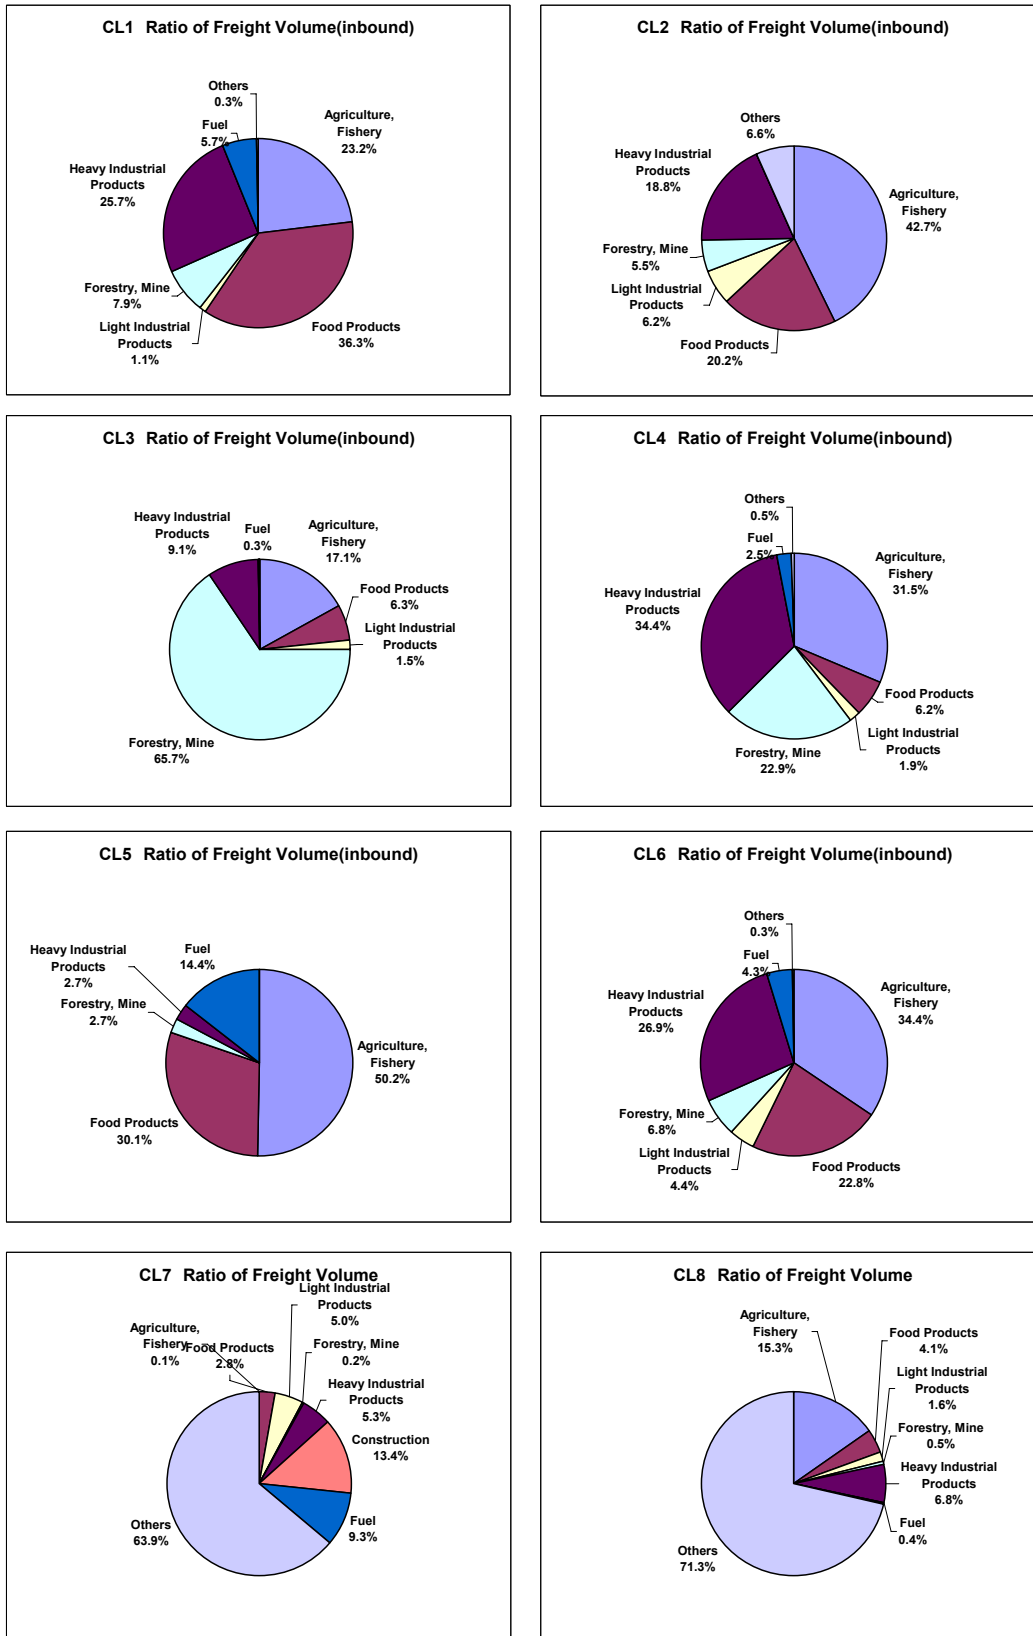 CL1 Ratio of Freight Volume(inbound)
Others
0.3%
Fuel
5.7%
Agriculture,
Fishery
23.2%
Heavy Industrial
Products
25.7%
Forestry, Mine
7.9%
Light Industrial
Products
1.1%
Food Products
36.3%
CL2 Ratio of Freight Volume(inbound)
Others
6.6%
Heavy Industrial
Products
18.8%
Agriculture,
Fishery
42.7%
Forestry, Mine
5.5%
Light Industrial
Products
6.2%
Food Products
20.2%
CL3 Ratio of Freight Volume(inbound)
Heavy Industrial
Products
9.1%
Fuel
0.3%
Agriculture,
Fishery
17.1%
Food Products
6.3%
Light Industrial
Products
1.5%
Forestry, Mine
65.7%
CL4 Ratio of Freight Volume(inbound)
Others
0.5%
Fuel
2.5%
Agriculture,
Fishery
31.5%
Heavy Industrial
Products
34.4%
Food Products
6.2%
Light Industrial
Products
1.9%
Forestry, Mine
22.9%
CL5 Ratio of Freight Volume(inbound)
Fuel
14.4%
Heavy Industrial
Products
2.7%
Forestry, Mine
2.7%
Agriculture,
Fishery
50.2%
Food Products
30.1%
CL6 Ratio of Freight Volume(inbound)
Others
0.3%
Fuel
4.3%
Agriculture,
Fishery
34.4%
Heavy Industrial
Products
26.9%
Forestry, Mine
6.8%
Light Industrial
Products
4.4%
Food Products
22.8%
CL7 Ratio of Freight Volume
Light Industrial
Products
5.0%
Agriculture,
Fishery
0.1%
Food Products
2.8%
Forestry, Mine
0.2%
Heavy Industrial
Products
5.3%
Construction
13.4%
Fuel
9.3%
Others
63.9%
CL8 Ratio of Freight Volume
Agriculture,
Fishery
15.3%
Food Products
4.1%
Light Industrial
Products
1.6%
Forestry, Mine
0.5%
Heavy Industrial
Products
6.8%
Fuel
0.4%
Others
71.3%